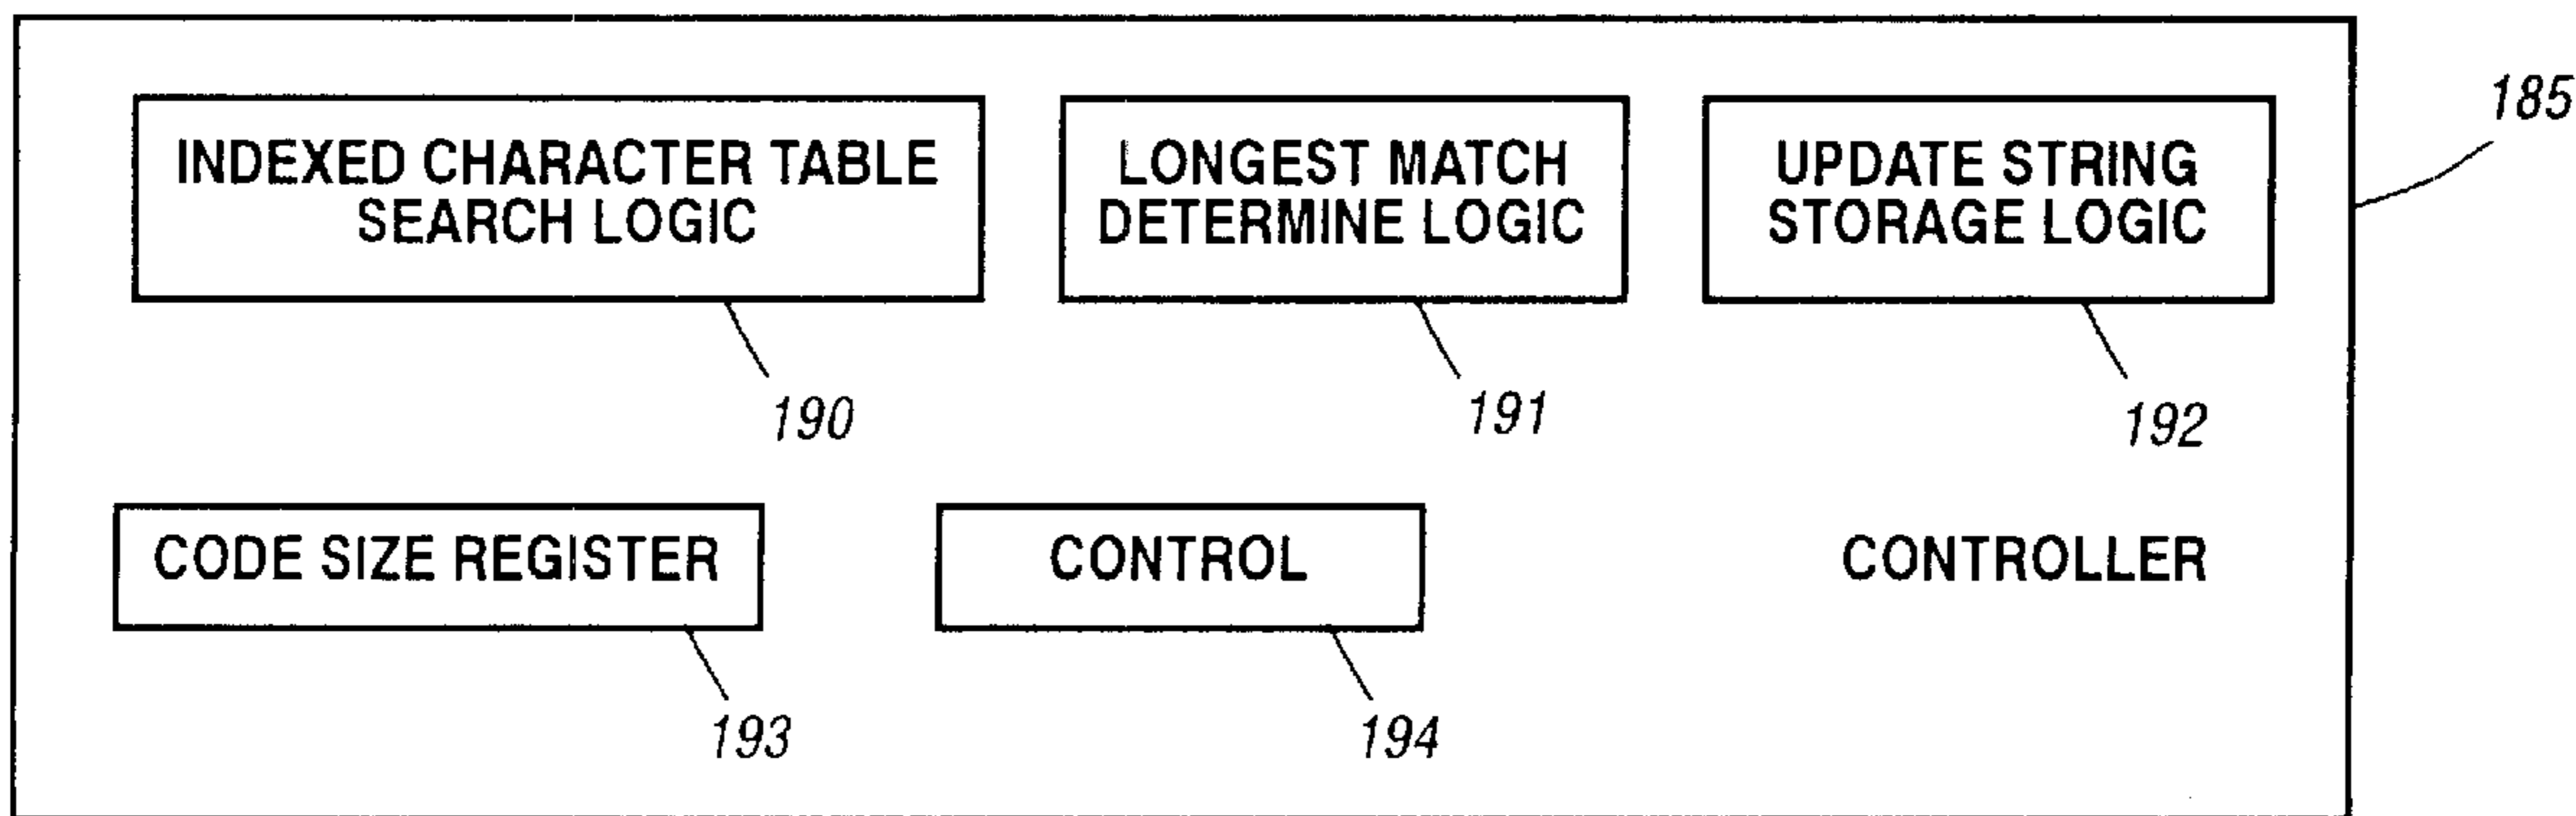 185
INDEXED CHARACTER TABLE
SEARCH LOGIC
LONGEST MATCH
DETERMINE LOGIC
UPDATE STRING
STORAGE LOGIC
190
191
192
CODE SIZE REGISTER
CONTROL
CONTROLLER
193
194